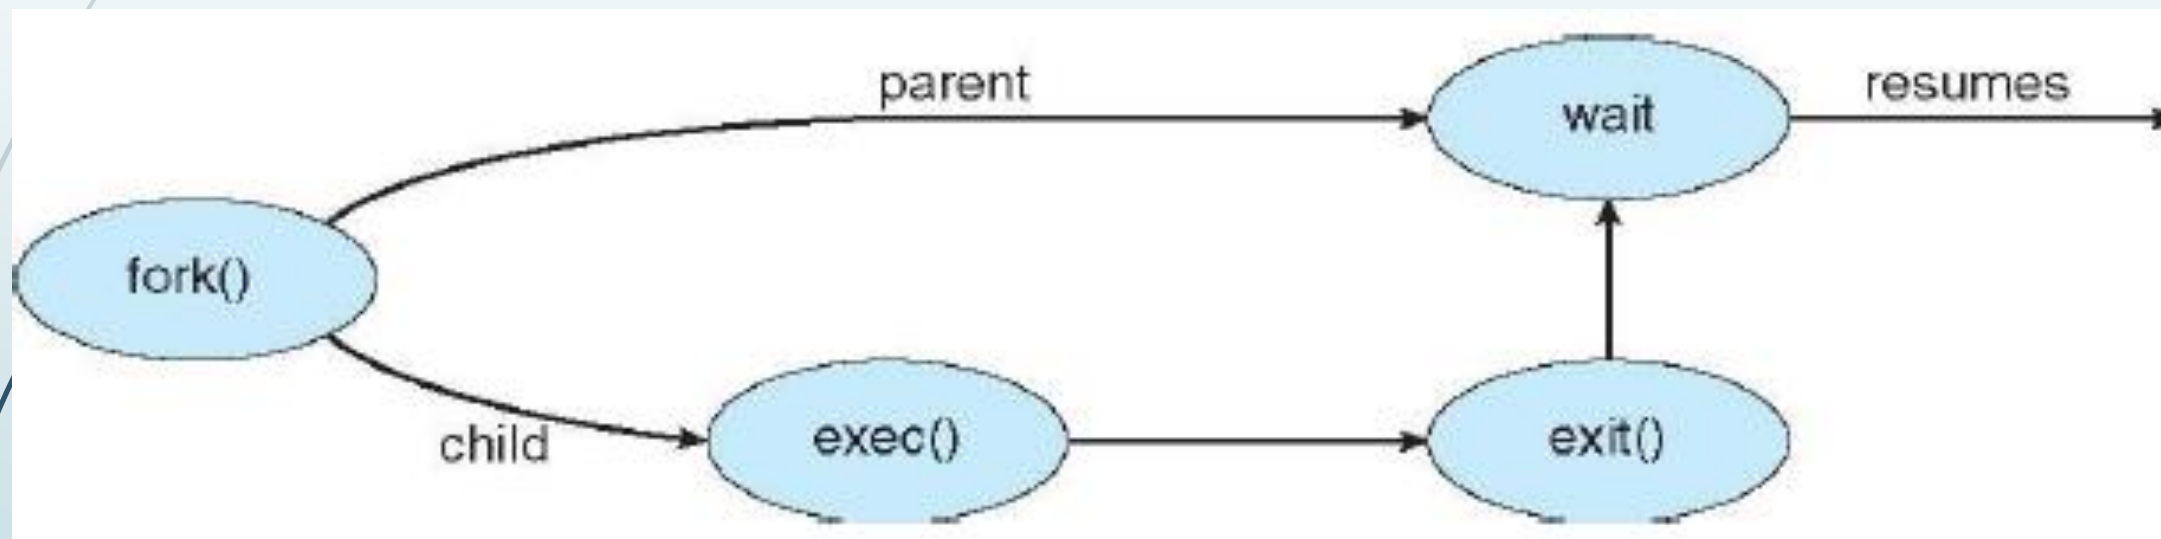 parent
wait
resumes
fork()
child
exec()
exit()